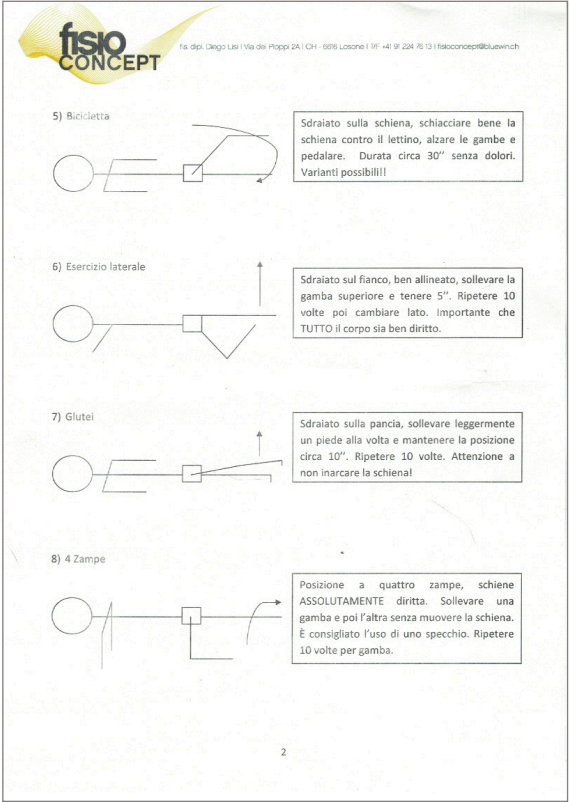 fisio
CONCEPT
fis. dipl. Diego Lisi I Via dei Pioppi 2A I CH - 6616 Losone I T/F +41 91 224 76 13 I fisioconcept@bluewin.ch
5) Bicicletta
Sdraiato sulla schiena, schiacciare bene la
schiena contro il lettino, alzare le gambe e
pedalare. Durata circa 30’’ senza dolori.
Varianti possibili!!
6) Esercizio laterale
Sdraiato sul fianco, ben allineato, sollevare la
gamba superiore e tenere 5’’. Ripetere 10
volte poi cambiare lato. Importante che
TUTTO il corpo sia ben diritto.
7) Glutei
Sdraiato sulla pancia, sollevare leggermente
un piede alla volta e mantenere la posizione
circa 10’’. Ripetere 10 volte. Attenzione a
non inarcare la schiena!
8) 4 Zampe
Posizione a quattro zampe, schiene
ASSOLUTAMENTE diritta. Sollevare una
gamba e poi l’altra senza muovere la schiena.
È consigliato l’uso di uno specchio. Ripetere
10 volte per gamba.
2